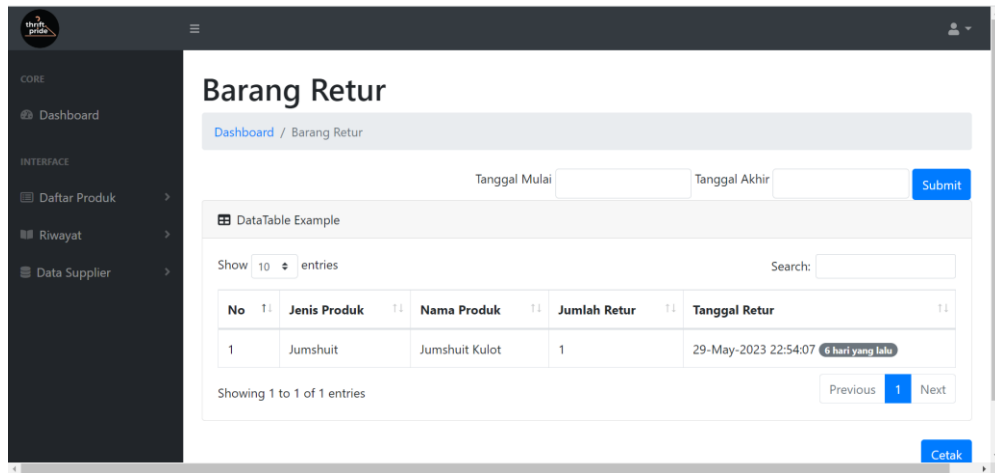 thrift.
pride
CORE
Dashboard
INTERFACE
Daftar Produk
Riwayat
Data Supplier
Barang Retur
Dashboard / Barang Retur
Tanggal Mulai Tanggal Akhir Submit
DataTable Example
Show 10 entries Search:
No Jenis Produk Nama Produk Jumlah Retur Tanggal Retur
1 Jumshuit Jumshuit Kulot 1 29-May-2023 22:54:07 6 hari yang lalu
Showing 1 to 1 of 1 entries Previous 1 Next
Cetak